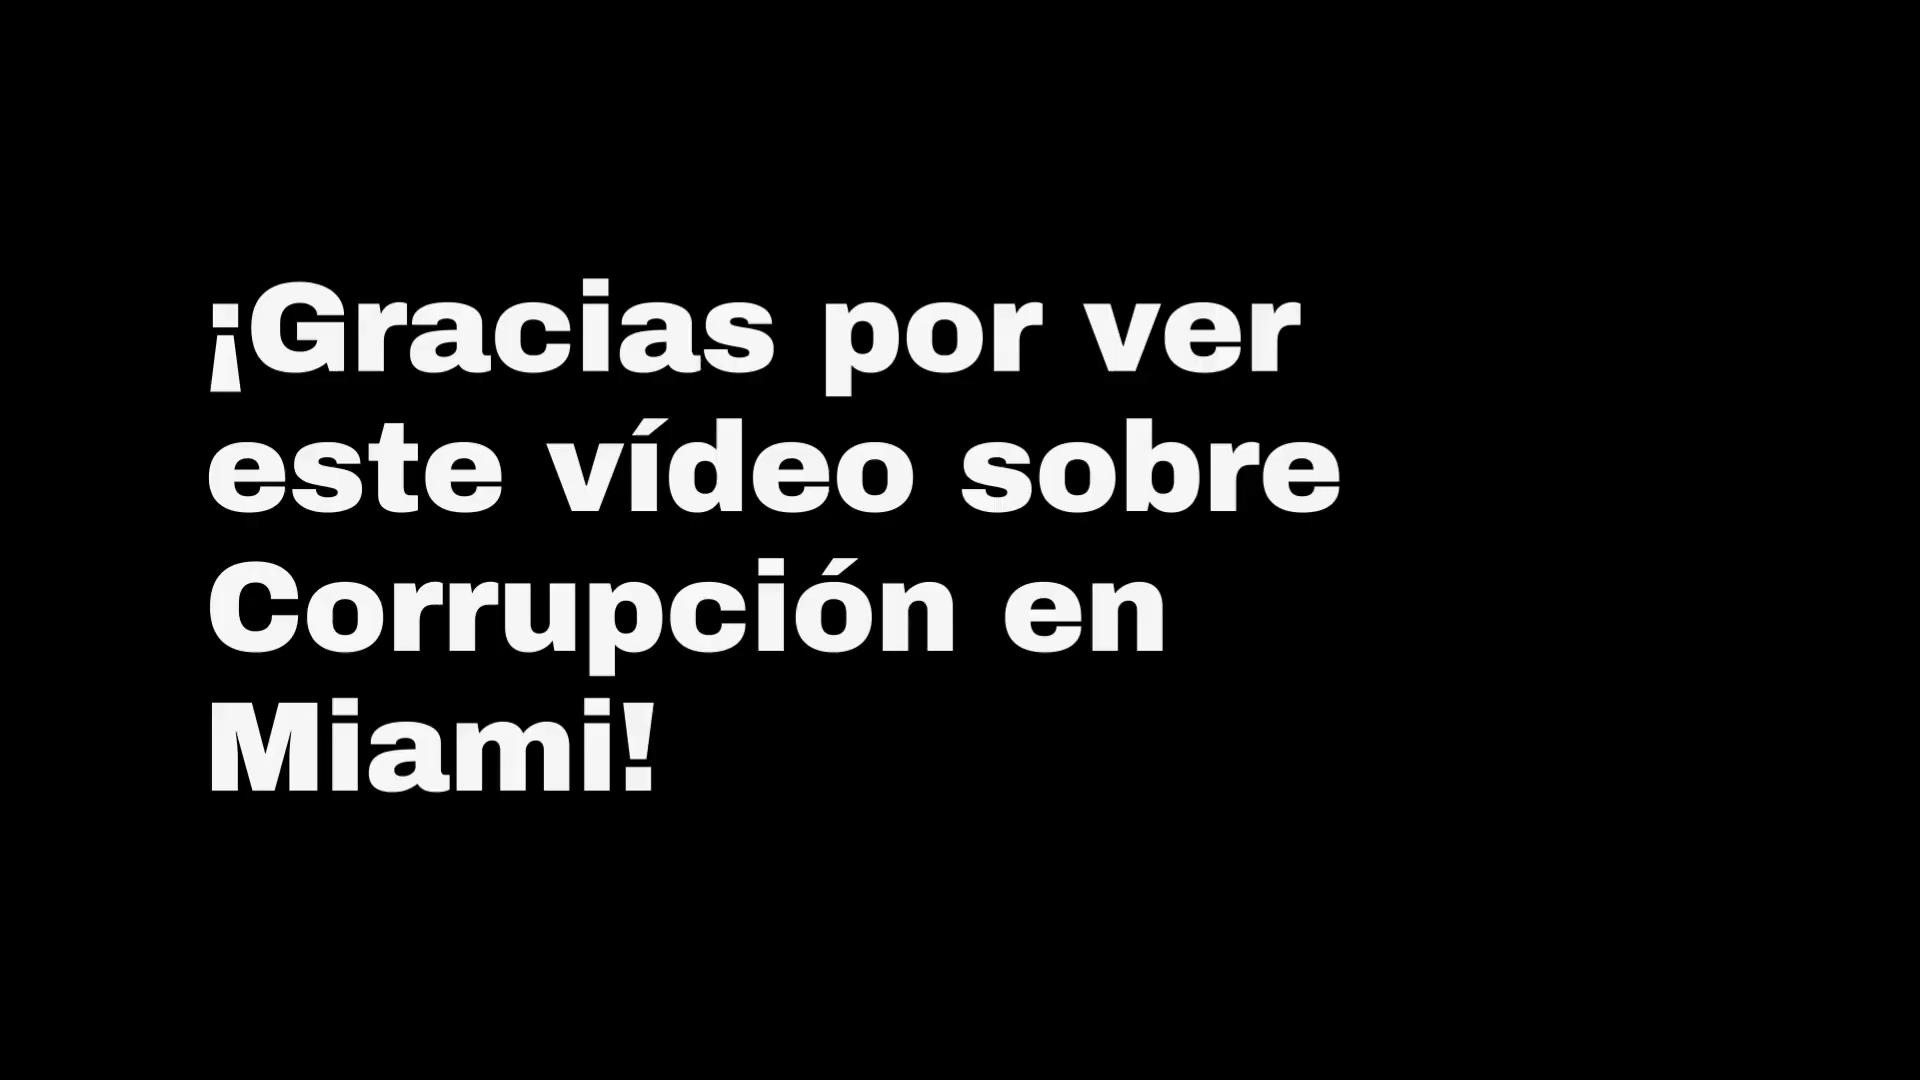 ¡Gracias por ver
este vídeo sobre
Corrupción en
Miami!